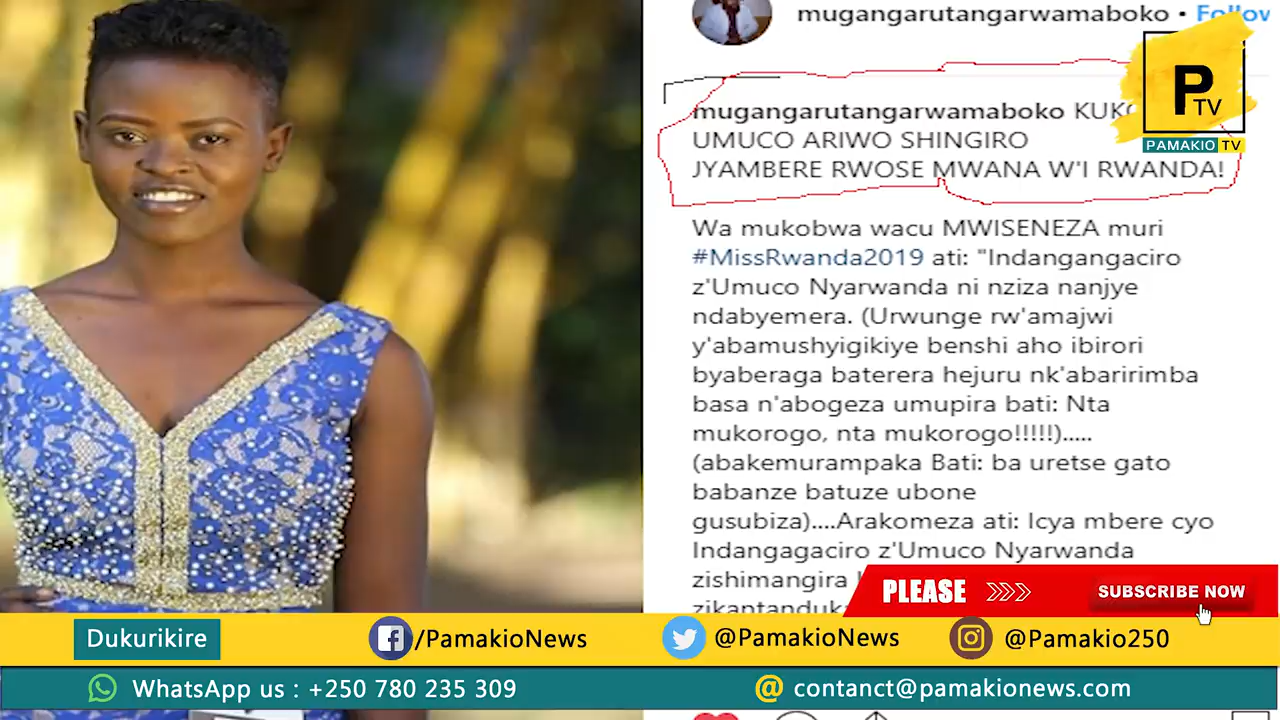 mugangarutangarwamaboko •
P
TV
PAMAKIO TV
mugangarutangarwamaboko
UMUCO ARIWO SHINGIRO
JYAMBERE RWOSE MWANA W'I RWANDA!
Wa mukobwa wacu MWISENEZA muri
#MissRwanda2019 ati: "Indangangaciro
z'Umuco Nyarwanda ni nziza nanjye
ndabyemera. (Urwunge rw'amajwi
y'abamushyigikiye benshi aho ibirori
byaberaga baterera hejuru nk'abaririmba
basa n'abogeza umupira bati: Nta
mukorogo, nta mukorogo!!!!!).....
(abakemurampaka Bati: ba uretse gato
babanze batuze ubone
gusubiza)....Arakomeza ati: Icya mbere cyo
Indangagaciro z'Umuco Nyarwanda
zishimangira
PLEASE
SUBSCRIBE NOW
Dukurikire
/PamakioNews
@PamakioNews
@Pamakio250
WhatsApp us : +250 780 235 309
@ contanct@pamakionews.com